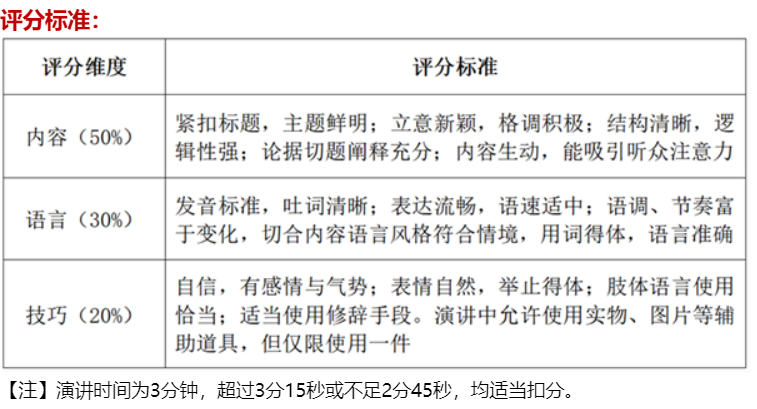 评分标准：
评分维度 评分标准
内容（50%） 紧扣标题，主题鲜明；立意新颖，格调积极；结构清晰，逻
辑性强；论据切题阐释充分；内容生动，能吸引听众注意力
语言（30%） 发音标准，吐词清晰；表达流畅，语速适中；语调、节奏富
于变化，切合内容语言风格符合情境，用词得体，语言准确
技巧（20%） 自信，有感情与气势；表情自然，举止得体；肢体语言使用
恰当；适当使用修辞手段。演讲中允许使用实物、图片等辅
助道具，但仅限使用一件
【注】演讲时间为3分钟，超过3分15秒或不足2分45秒，均适当扣分。